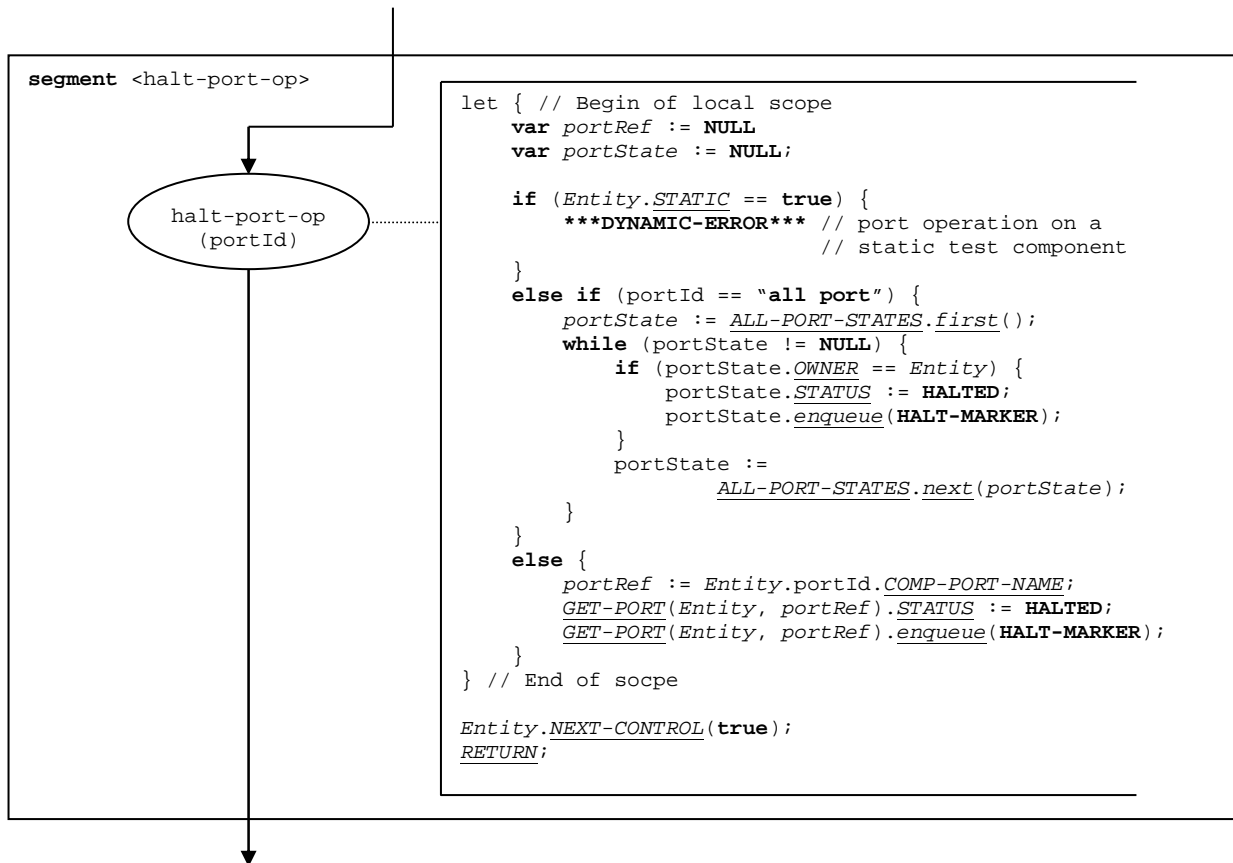 segment <halt-port-op>
halt-port-op
(portId)
let { // Begin of local scope
var portRef := NULL
var portState := NULL;
if (Entity.STATIC == true) {
***DYNAMIC-ERROR*** // port operation on a
// static test component
}
else if (portId == “all port”) {
portState := ALL-PORT-STATES.first();
while (portState != NULL) {
if (portState.OWNER == Entity) {
portState.STATUS := HALTED;
portState.enqueue(HALT-MARKER);
}
portState :=
ALL-PORT-STATES.next(portState);
}
}
else {
portRef := Entity.portId.COMP-PORT-NAME;
GET-PORT(Entity, portRef).STATUS := HALTED;
GET-PORT(Entity, portRef).enqueue(HALT-MARKER);
}
} // End of socpe
Entity.NEXT-CONTROL(true);
RETURN;